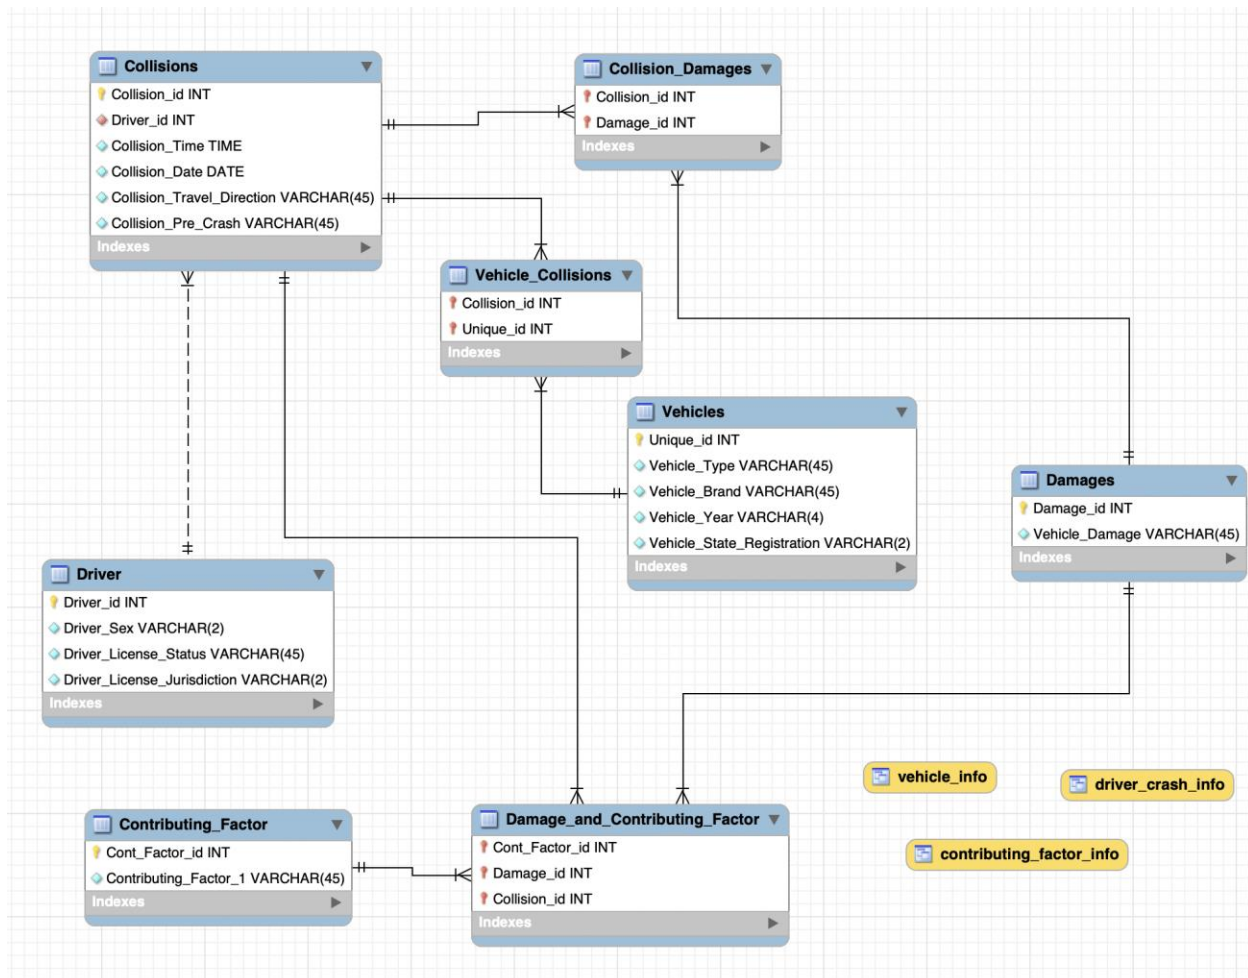 Collisions
Collision_id INT
Driver_id INT
Collision_Time TIME
Collision_Date DATE
Collision_Travel_Direction VARCHAR(45)
Collision_Pre_Crash VARCHAR(45)
Indexes
Collision_Damages
Collision_id INT
Damage_id INT
Indexes
Vehicle_Collisions
Collision_id INT
Unique_id INT
Indexes
Vehicles
Unique_id INT
Vehicle_Type VARCHAR(45)
Vehicle_Brand VARCHAR(45)
Vehicle_Year VARCHAR(4)
Vehicle_State_Registration VARCHAR(2)
Indexes
Damages
Damage_id INT
Vehicle_Damage VARCHAR(45)
Indexes
Driver
Driver_id INT
Driver_Sex VARCHAR(2)
Driver_License_Status VARCHAR(45)
Driver_License_Jurisdiction VARCHAR(2)
Indexes
Contributing_Factor
Cont_Factor_id INT
Contributing_Factor_1 VARCHAR(45)
Indexes
Damage_and_Contributing_Factor
Cont_Factor_id INT
Damage_id INT
Collision_id INT
Indexes
vehicle_info
driver_crash_info
contributing_factor_info